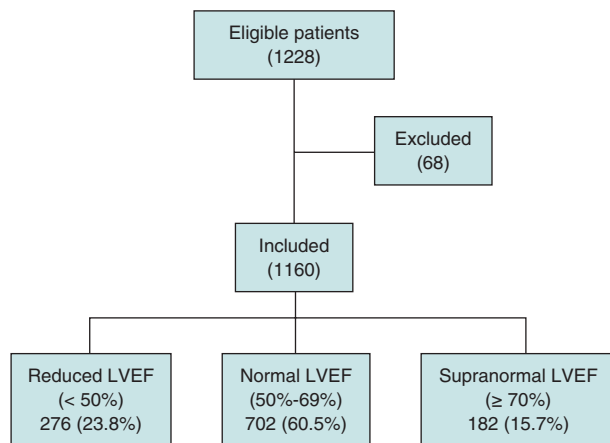 Eligible patients
(1228)
Excluded
(68)
Included
(1160)
Reduced LVEF
(< 50%)
276 (23.8%)
Normal LVEF
(50%-69%)
702 (60.5%)
Supranormal LVEF
(≥ 70%)
182 (15.7%)